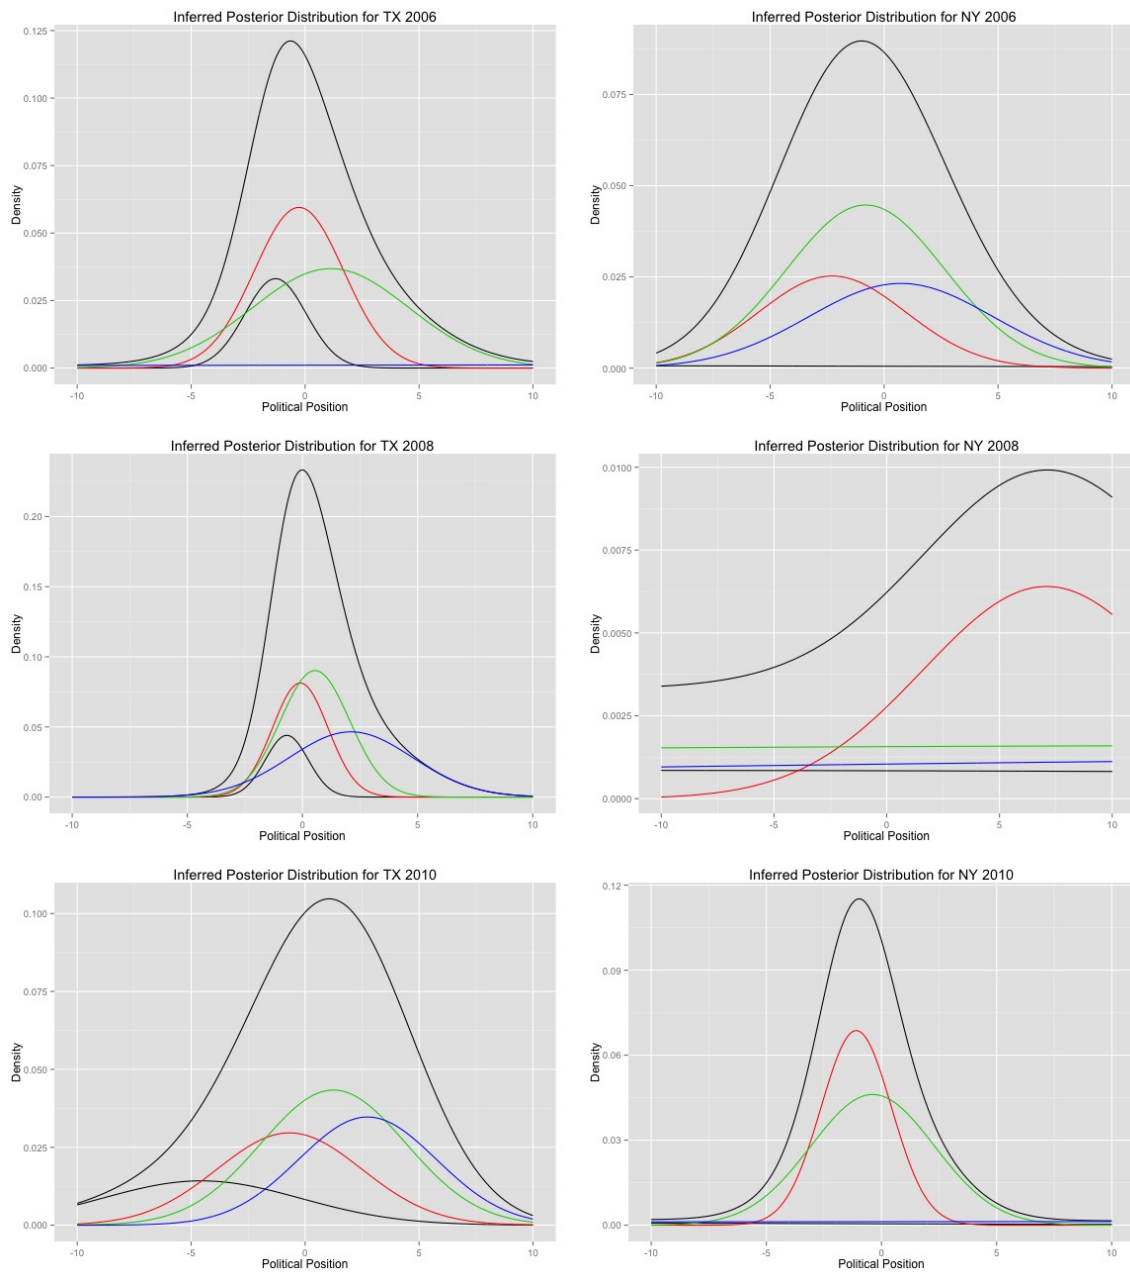 Inferred Posterior Distribution for TX 2006
0.125
0.100
0.075
0.050
0.025
0.000
Density
-10 -5 0 5 10
Political Position
Inferred Posterior Distribution for NY 2006
0.075
0.050
0.025
0.000
Density
-10 -5 0 5 10
Political Position
Inferred Posterior Distribution for TX 2008
0.20
0.15
0.10
0.05
0.00
Density
-10 -5 0 5 10
Political Position
Inferred Posterior Distribution for NY 2008
0.0100
0.0075
0.0050
0.0025
0.0000
Density
-10 -5 0 5 10
Political Position
Inferred Posterior Distribution for TX 2010
0.100
0.075
0.050
0.025
0.000
Density
-10 -5 0 5 10
Political Position
Inferred Posterior Distribution for NY 2010
0.12
0.09
0.06
0.03
0.00
Density
-10 -5 0 5 10
Political Position